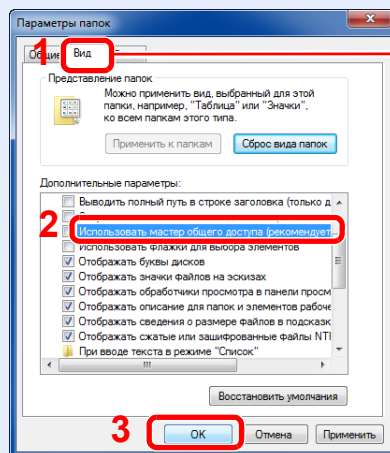 Параметры папок
1
Вид
Представление папок
Можно применить вид, выбранный для этой
папки, например, "Таблица" или "Значки",
ко всем папкам этого типа.
Применить к папкам Сброс вида папок
Дополнительные параметры:
Выводить полный путь в строке заголовка (только д
2
Использовать мастер общего доступа (рекомендует
Использовать флажки для выбора элементов
Отображать буквы дисков
Отображать значки файлов на эскизах
Отображать обработчики просмотра в панели просм
Отображать описание для папок и элементов рабоче
Отображать сведения о размере файлов в подсказк
Отображать сжатые или зашифрованные файлы NTI
При вводе текста в режиме "Список"
Восстановить умолчания
3
OK Отмена Применить